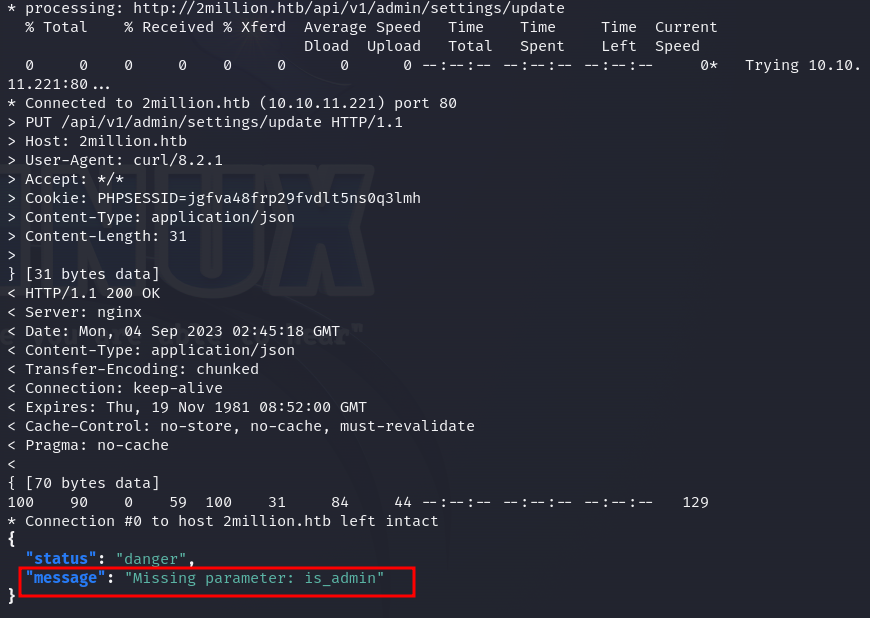 * processing: http://2million.htb/api/v1/admin/settings/update
  % Total    % Received % Xferd  Average Speed   Time    Time     Time  Current
                                 Dload  Upload   Total   Spent    Left  Speed
  0     0    0     0    0     0      0      0 --:--:-- --:--:-- --:--:--     0*   Trying 10.10.
11.221:80...
* Connected to 2million.htb (10.10.11.221) port 80
> PUT /api/v1/admin/settings/update HTTP/1.1
> Host: 2million.htb
> User-Agent: curl/8.2.1
> Accept: */*
> Cookie: PHPSESSID=jgfva48frp29fvdlt5ns0q3lmh
> Content-Type: application/json
> Content-Length: 31
>
} [31 bytes data]
< HTTP/1.1 200 OK
< Server: nginx
< Date: Mon, 04 Sep 2023 02:45:18 GMT
< Content-Type: application/json
< Transfer-Encoding: chunked
< Connection: keep-alive
< Expires: Thu, 19 Nov 1981 08:52:00 GMT
< Cache-Control: no-store, no-cache, must-revalidate
< Pragma: no-cache
<
{ [70 bytes data]
100    90    0    59  100    31     84     44 --:--:-- --:--:-- --:--:--   129
* Connection #0 to host 2million.htb left intact
{
  "status": "danger",
  "message": "Missing parameter: is_admin"
}